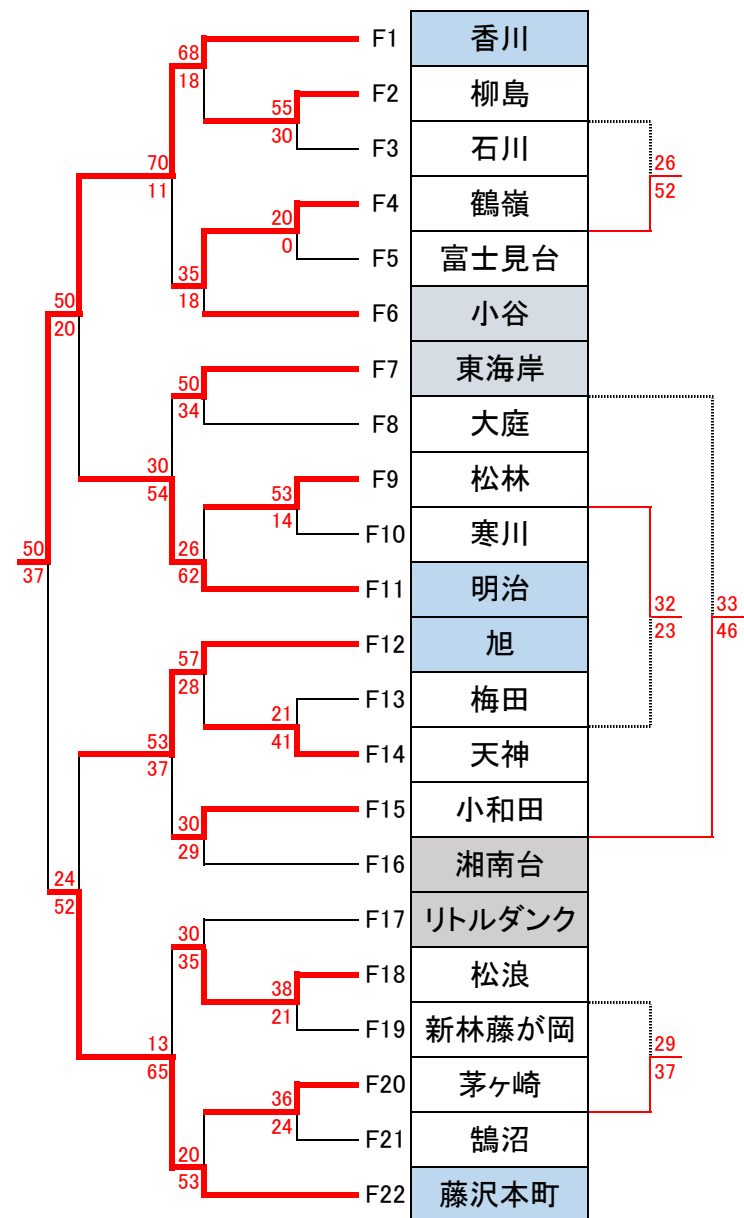 F1 香川
68
18
F2 柳島
55
30
F3 石川
26
52
70
11
F4 鶴嶺
20
0
F5 富士見台
35
18
F6 小谷
50
20
F7 東海岸
50
34
F8 大庭
30
54
F9 松林
53
14
F10 寒川
26
62
F11 明治
50
37
32
23
33
46
F12 旭
57
28
F13 梅田
21
41
F14 天神
53
37
F15 小和田
30
29
F16 湘南台
24
52
F17 リトルダンク
30
35
F18 松浪
38
21
F19 新林藤が岡
29
37
13
65
F20 茅ヶ崎
36
24
F21 鵠沼
20
53
F22 藤沢本町